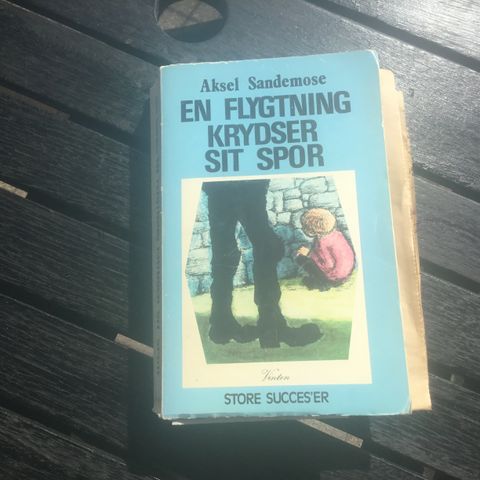 Aksel Sandemose
EN FLYGTNING
KRYDSER
SIT SPOR
Vinten
STORE SUCCES'ER